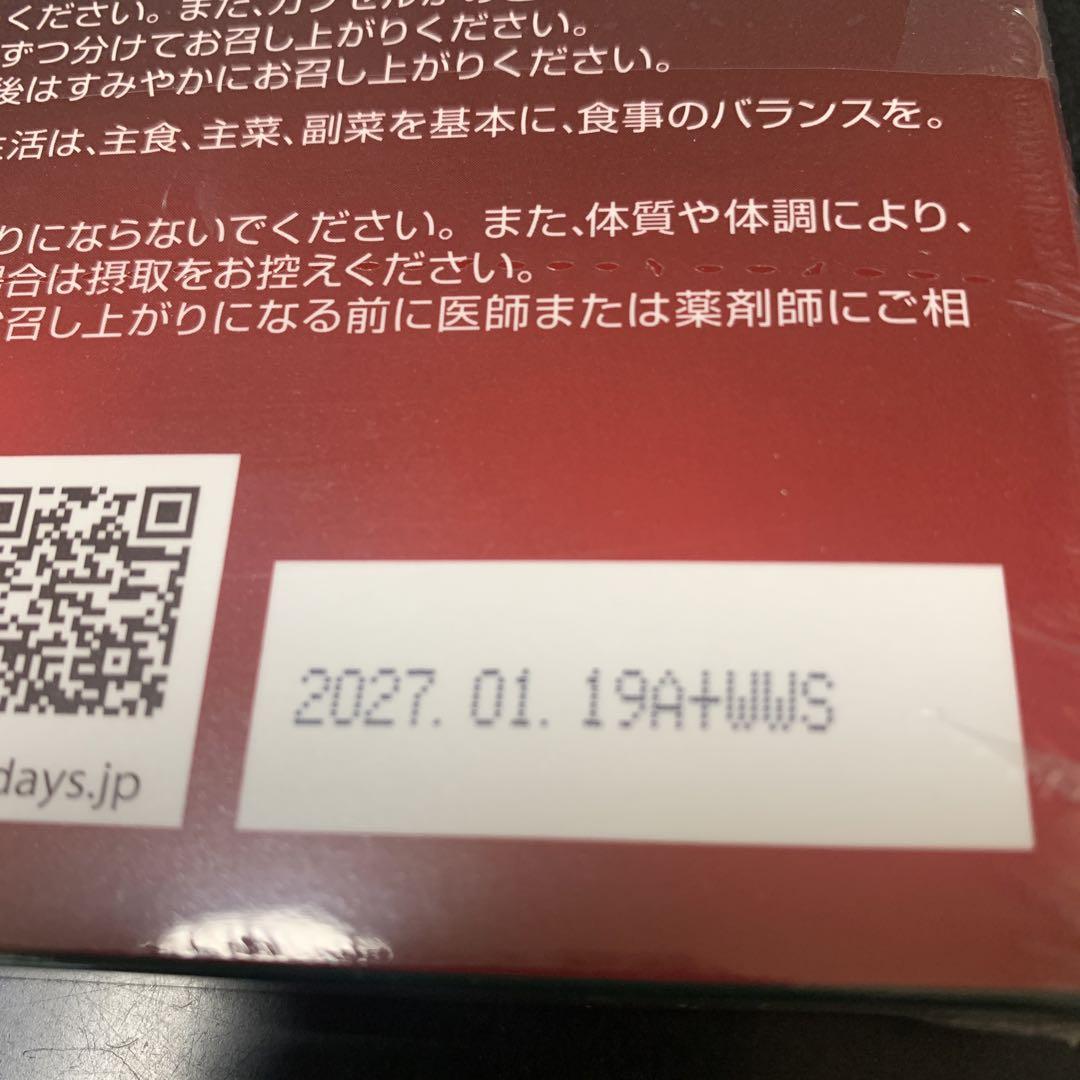 ください。また、カプセルが
ずつ分けてお召し上がりください。
後はすみやかにお召し上がりください。
生活は、主食、主菜、副菜を基本に、食事のバランスを。
りにならないでください。また、体質や体調により、
場合は摂取をお控えください。
お召し上がりになる前に医師または薬剤師にご相
2027.01.19A+WWS
days.jp